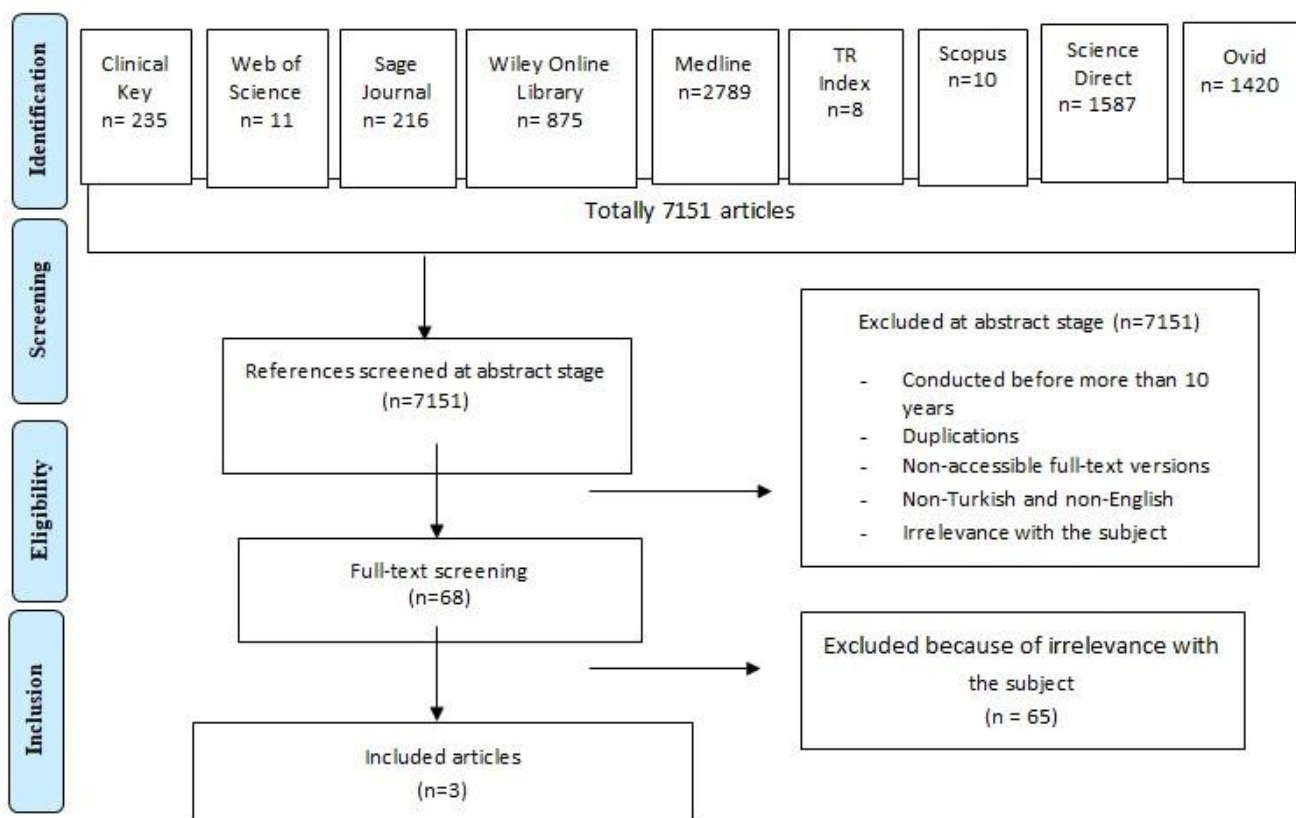 Identification
Clinical
Key
n= 235
Web of
Science
n= 11
Sage
Journal
n= 216
Wiley Online
Library
n= 875
Medline
n=2789
TR
Index
n=8
Scopus
n=10
Science
Direct
n= 1587
Ovid
n= 1420
Totally 7151 articles
Screening
References screened at abstract stage
(n=7151)
Excluded at abstract stage (n=7151)
- Conducted before more than 10
years
- Duplications
- Non-accessible full-text versions
- Non-Turkish and non-English
- Irrelevance with the subject
Eligibility
Full-text screening
(n=68)
Excluded because of irrelevance with
the subject
(n = 65)
Inclusion
Included articles
(n=3)